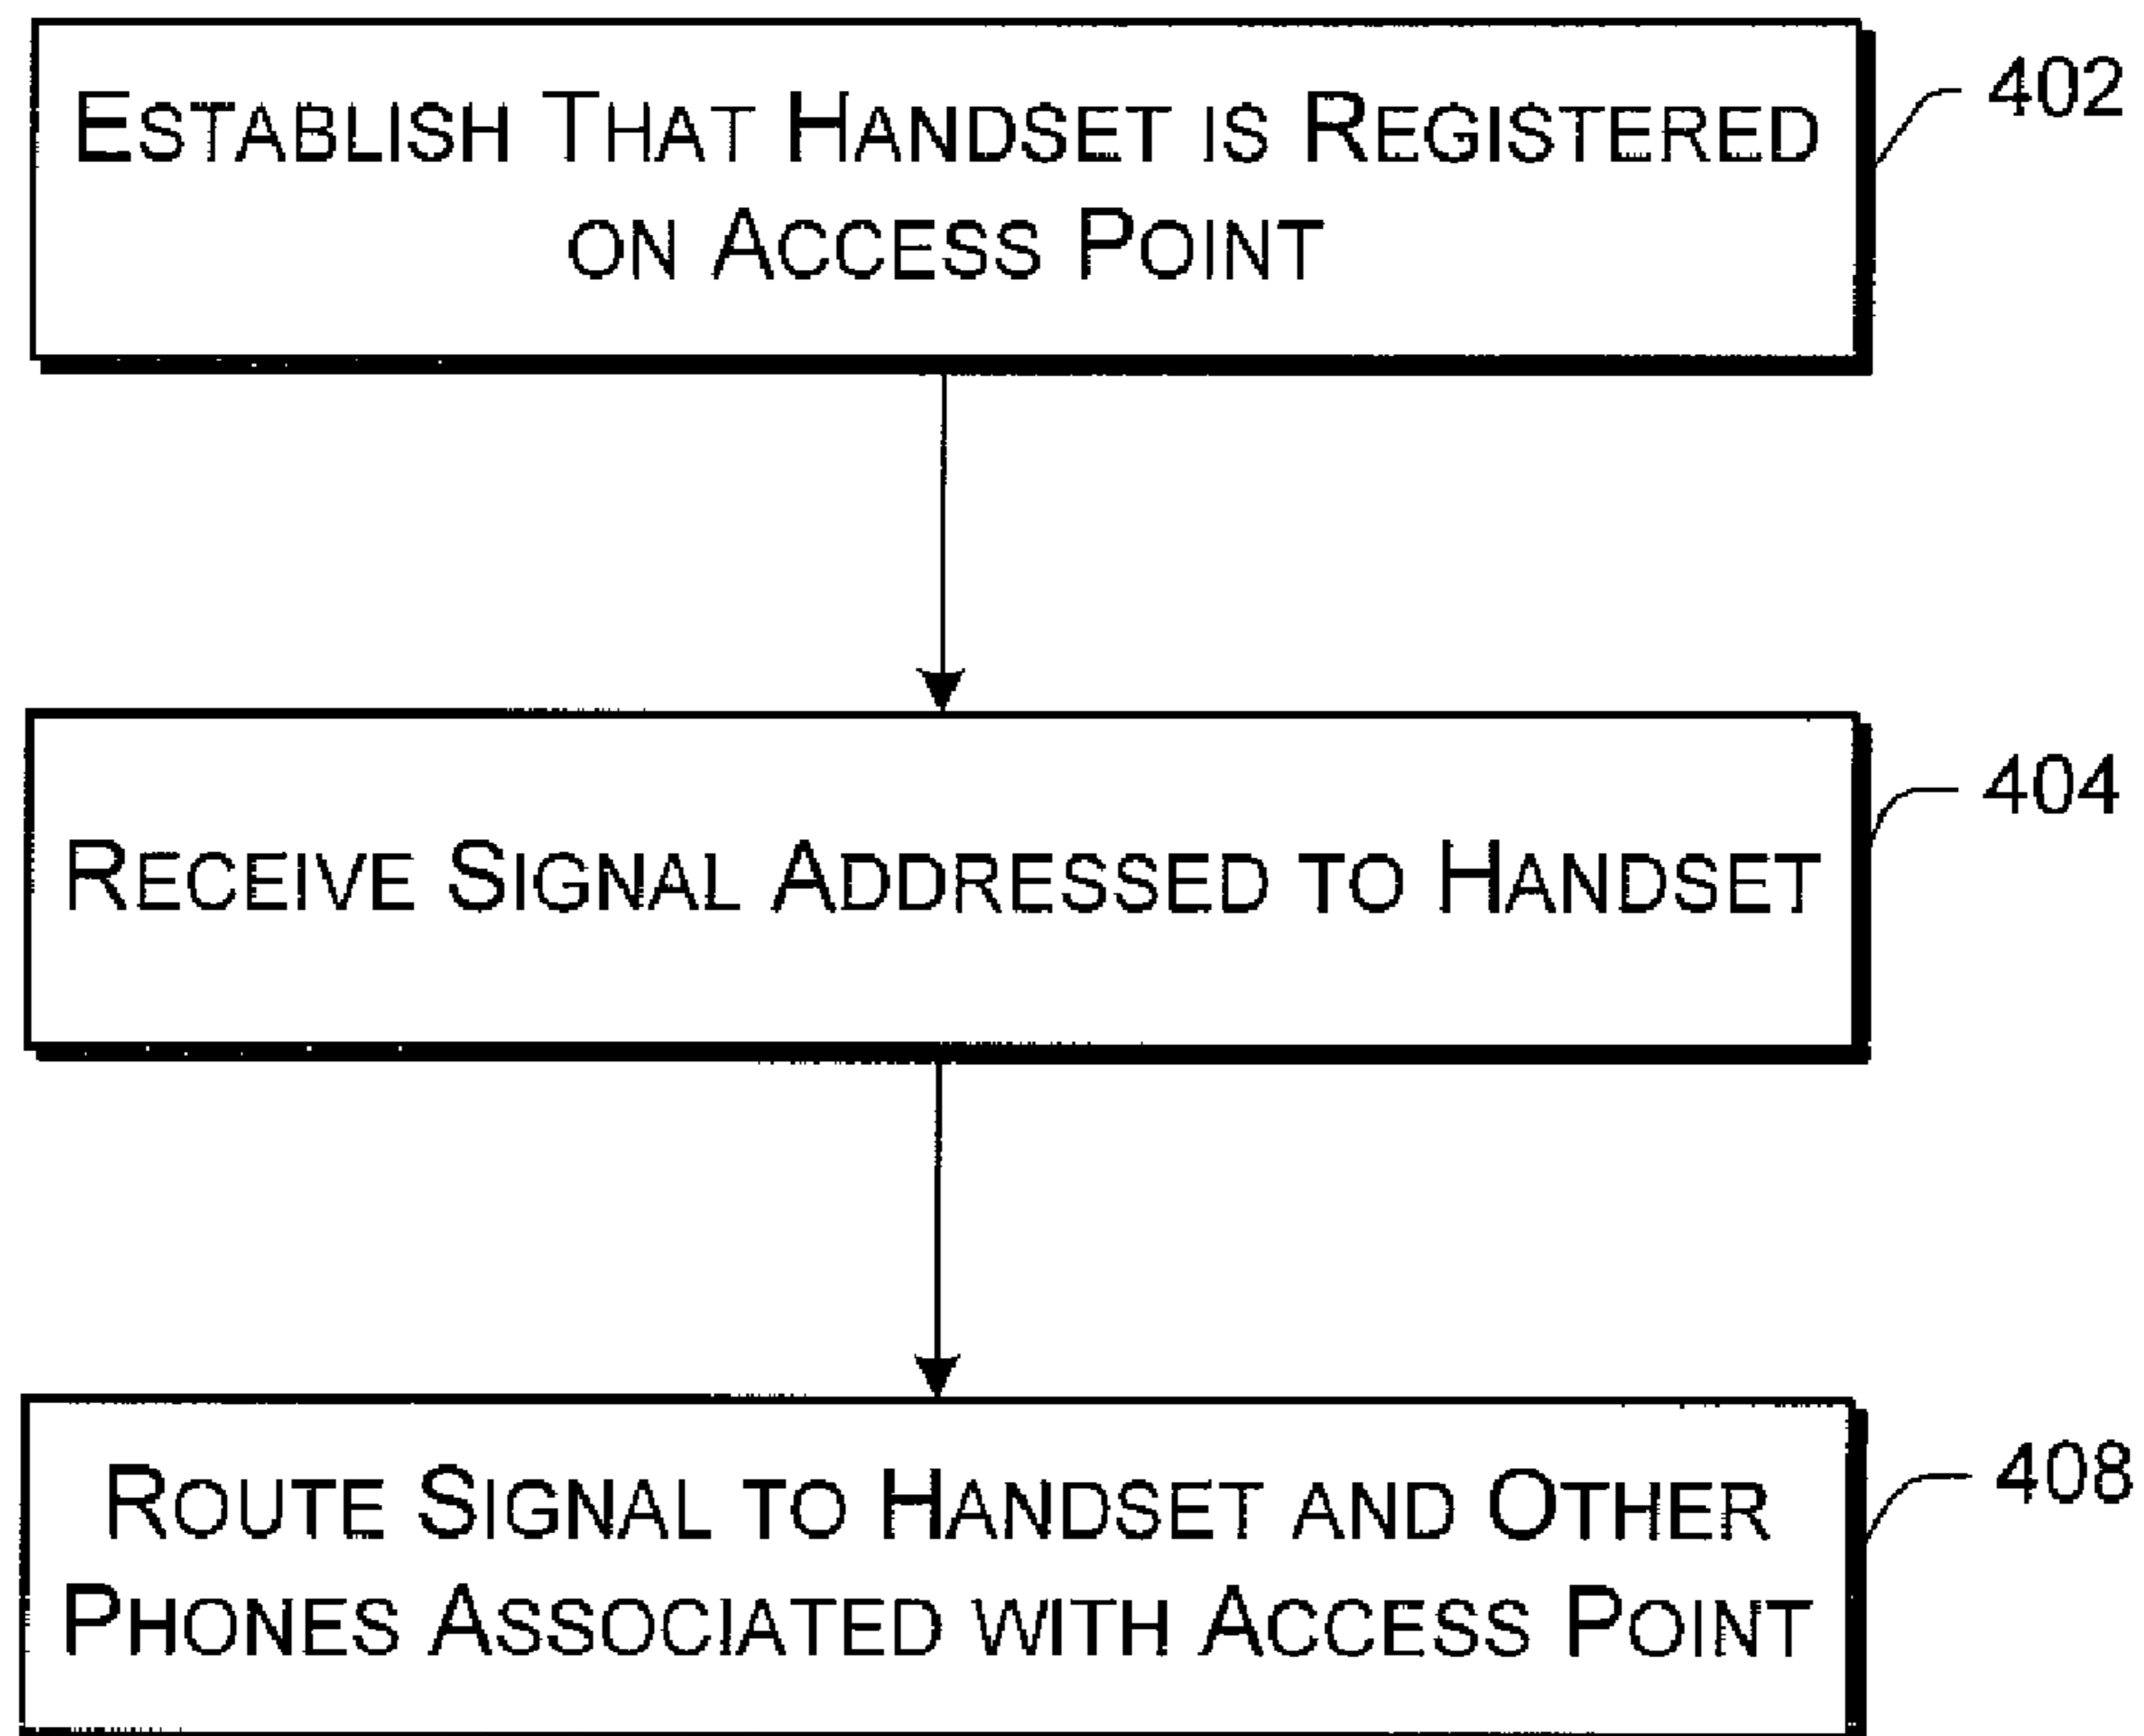 ESTABLISH THAT HANDSET IS REGISTERED
ON ACCESS POINT
402
RECEIVE SIGNAL ADDRESSED TO HANDSET
404
ROUTE SIGNAL TO HANDSET AND OTHER
PHONES ASSOCIATED WITH ACCESS POINT
408